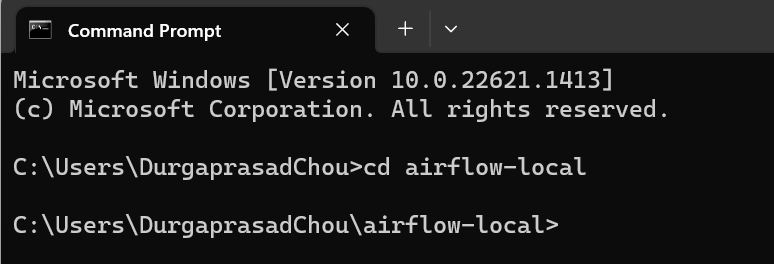 Command Prompt
Microsoft Windows [Version 10.0.22621.1413]
(c) Microsoft Corporation. All rights reserved.
C:\Users\DurgaprasadChou>cd airflow-local
C:\Users\DurgaprasadChou\airflow-local>